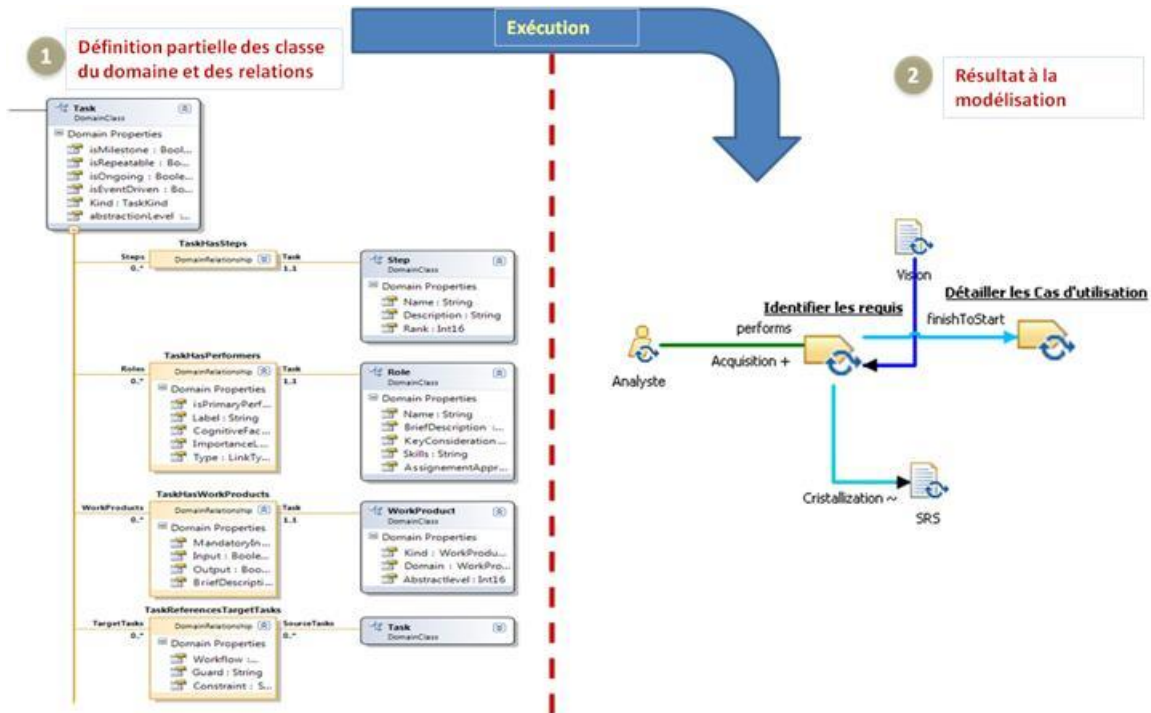 Exécution
1
Définition partielle des classe
du domaine et des relations
2
Résultat à la
modélisation
Task
DomainClass
Domain Properties
isMilestone : Bool...
isRepeatable : Bo...
isOngoing : Boole...
isEventDriven : Bo...
Kind : TaskKind
abstractionLevel :...
TaskHasSteps
Steps
0..*
DomainRelationship
Task
1..1
Step
DomainClass
Domain Properties
Name : String
Description : String
Rank : Int16
TaskHasPerformers
Roles
0..*
DomainRelationship
Domain Properties
isPrimaryPerf...
Label : String
CognitiveFac...
ImportanceL...
Type : LinkTy...
Task
1..1
Role
DomainClass
Domain Properties
Name : String
BriefDescription :...
KeyConsideration...
Skills : String
AssignementAppr...
TaskHasWorkProducts
WorkProducts
0..*
DomainRelationship
Domain Properties
MandatoryIn...
Input : Boole...
Output : Boo...
BriefDescripti...
Task
1..1
WorkProduct
DomainClass
Domain Properties
Kind : WorkProdu...
Domain : WorkPro...
Abstractlevel : Int16
TaskReferencesTargetTasks
TargetTasks
0..*
DomainRelationship
Domain Properties
Workflow :...
Guard : String
Constraint : S...
SourceTasks
0..*
Task
DomainClass
Vision
Identifier les requis
Détailler les Cas d'utilisation
performs
finishToStart
Acquisition +
Analyste
Cristallization ~
SRS